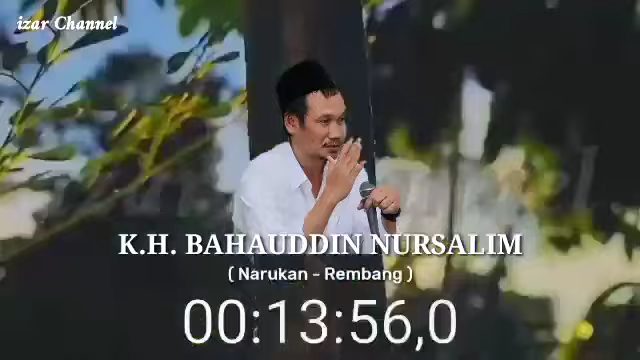 izar Channel
K.H. BAHAUDDIN NURSALIM
( Narukan - Rembang )
00:13:56,0